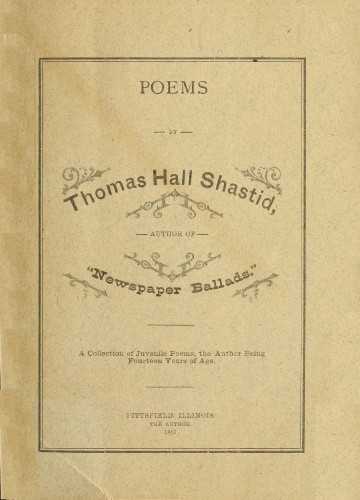 POEMS
— BY —
Thomas Hall Shastid,
— AUTHOR OF —
"Newspaper Ballads."
A Collection of Juvenile Poems, the Author Being
Fourteen Years of Age.
PITTSFIELD, ILLINOIS:
THE AUTHOR.